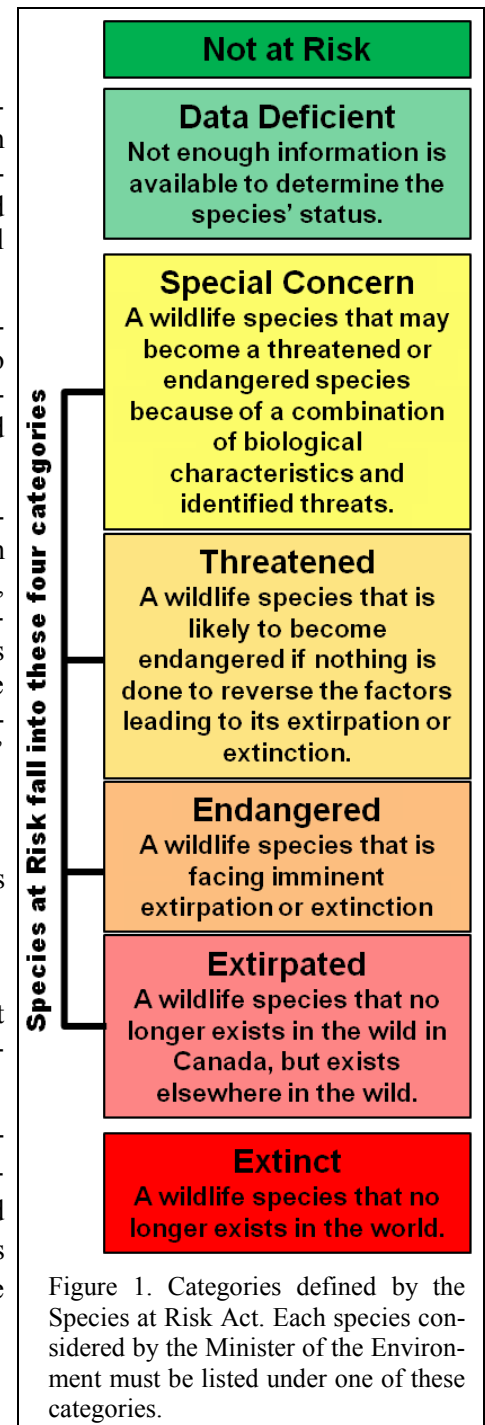 Not at Risk
Data Deficient
Not enough information is
available to determine the
species' status.
Species at Risk fall into these four categories
Special Concern
A wildlife species that may
become a threatened or
endangered species
because of a combination
of biological
characteristics and
identified threats.
Threatened
A wildlife species that is
likely to become
endangered if nothing is
done to reverse the factors
leading to its extirpation or
extinction.
Endangered
A wildlife species that is
facing imminent
extirpation or extinction
Extirpated
A wildlife species that no
longer exists in the wild in
Canada, but exists
elsewhere in the wild.
Extinct
A wildlife species that no
longer exists in the world.
Figure 1. Categories defined by the
Species at Risk Act. Each species con-
sidered by the Minister of the Environ-
ment must be listed under one of these
categories.